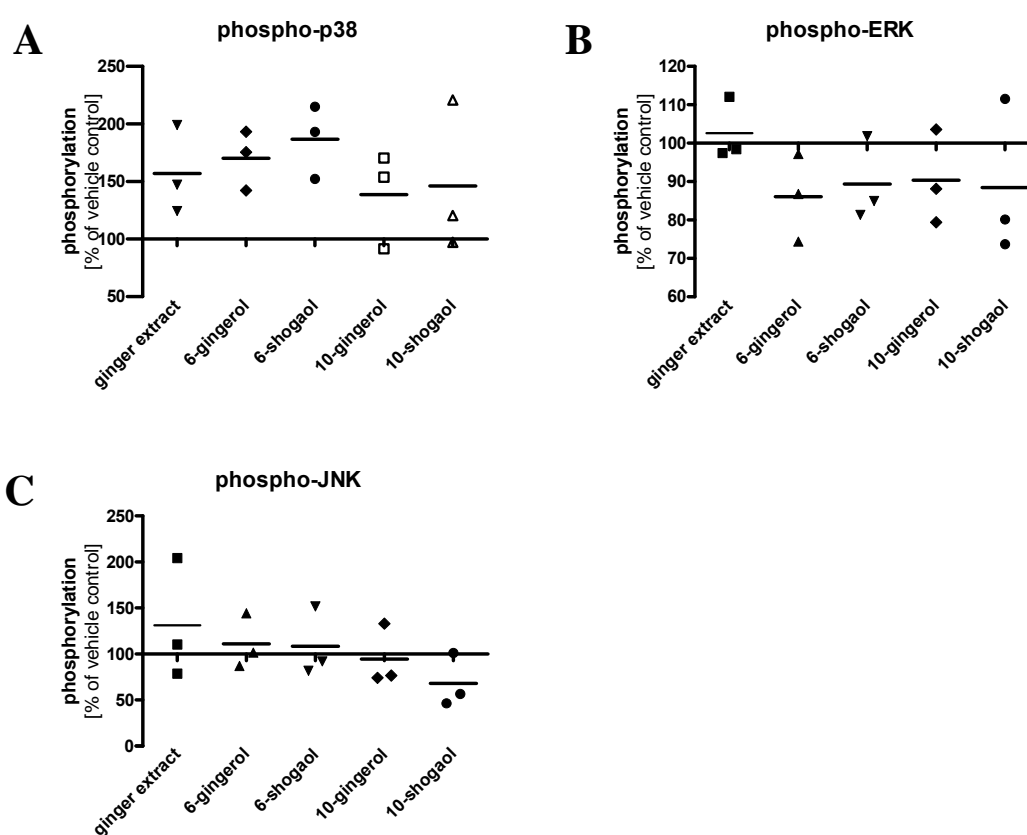 A
phospho-p38
phosphorylation
[% of vehicle control]
250
200
150
100
50
ginger extract
6-gingerol
6-shogaol
10-gingerol
10-shogaol
B
phospho-ERK
phosphorylation
[% of vehicle control]
120
110
100
90
80
70
60
ginger extract
6-gingerol
6-shogaol
10-gingerol
10-shogaol
C
phospho-JNK
phosphorylation
[% of vehicle control]
250
200
150
100
50
0
ginger extract
6-gingerol
6-shogaol
10-gingerol
10-shogaol